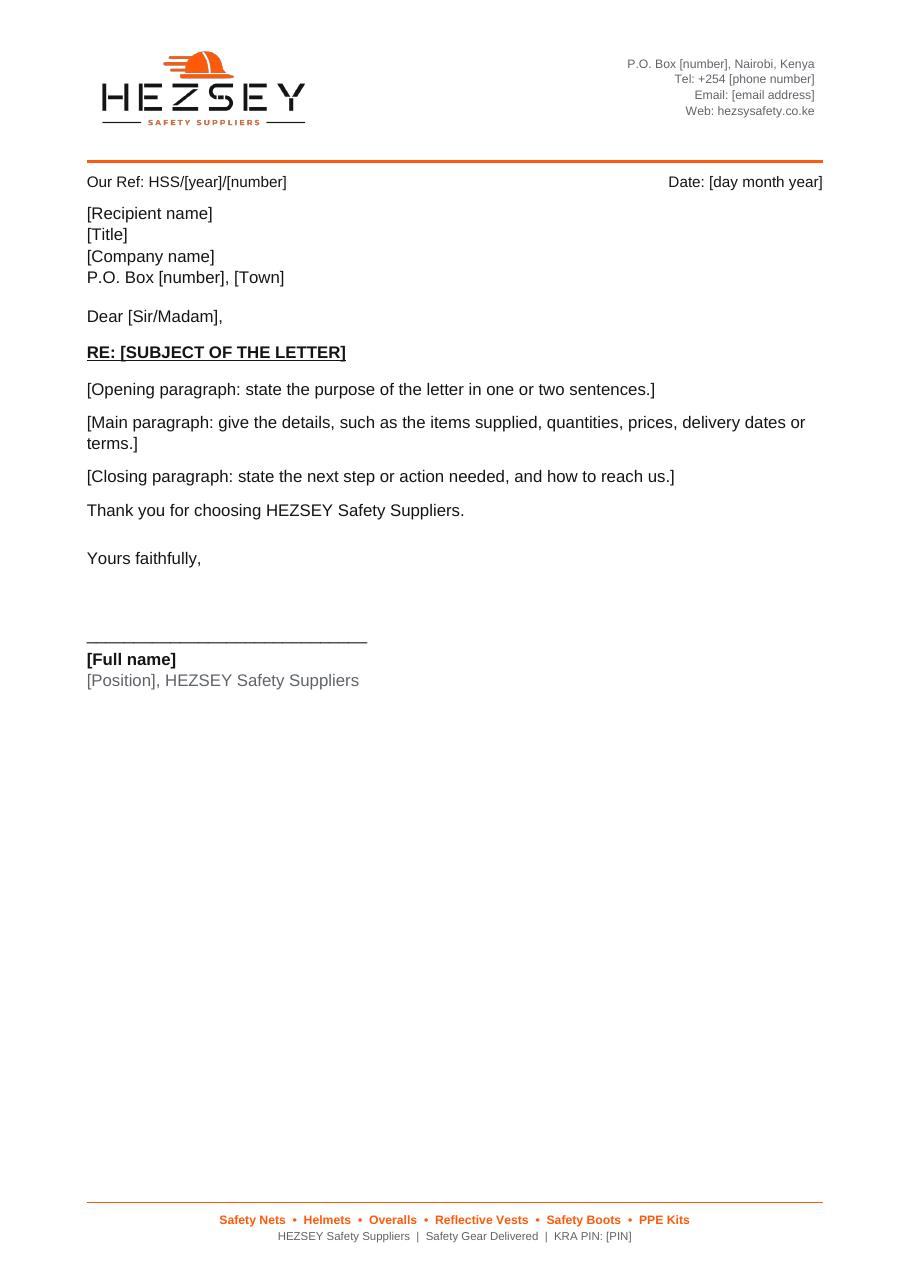 HEZSEY
SAFETY SUPPLIERS
P.O. Box [number], Nairobi, Kenya
Tel: +254 [phone number]
Email: [email address]
Web: hezsysafety.co.ke
Our Ref: HSS/[year]/[number]
Date: [day month year]
[Recipient name]
[Title]
[Company name]
P.O. Box [number], [Town]
Dear [Sir/Madam],
RE: [SUBJECT OF THE LETTER]
[Opening paragraph: state the purpose of the letter in one or two sentences.]
[Main paragraph: give the details, such as the items supplied, quantities, prices, delivery dates or
terms.]
[Closing paragraph: state the next step or action needed, and how to reach us.]
Thank you for choosing HEZSEY Safety Suppliers.
Yours faithfully,
______________________________
[Full name]
[Position], HEZSEY Safety Suppliers
Safety Nets • Helmets • Overalls • Reflective Vests • Safety Boots • PPE Kits
HEZSEY Safety Suppliers | Safety Gear Delivered | KRA PIN: [PIN]